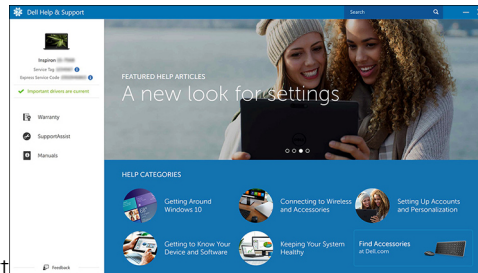 Dell Help & Support
Search
Inspiron
Service Tag
Express Service Code
Important drivers are current
Warranty
SupportAssist
Manuals
Feedback
FEATURED HELP ARTICLES
A new look for settings
HELP CATEGORIES
Getting Around
Windows 10
Connecting to Wireless
and Accessories
Setting Up Accounts
and Personalization
Getting to Know Your
Device and Software
Keeping Your System
Healthy
Find Accessories
at Dell.com
†